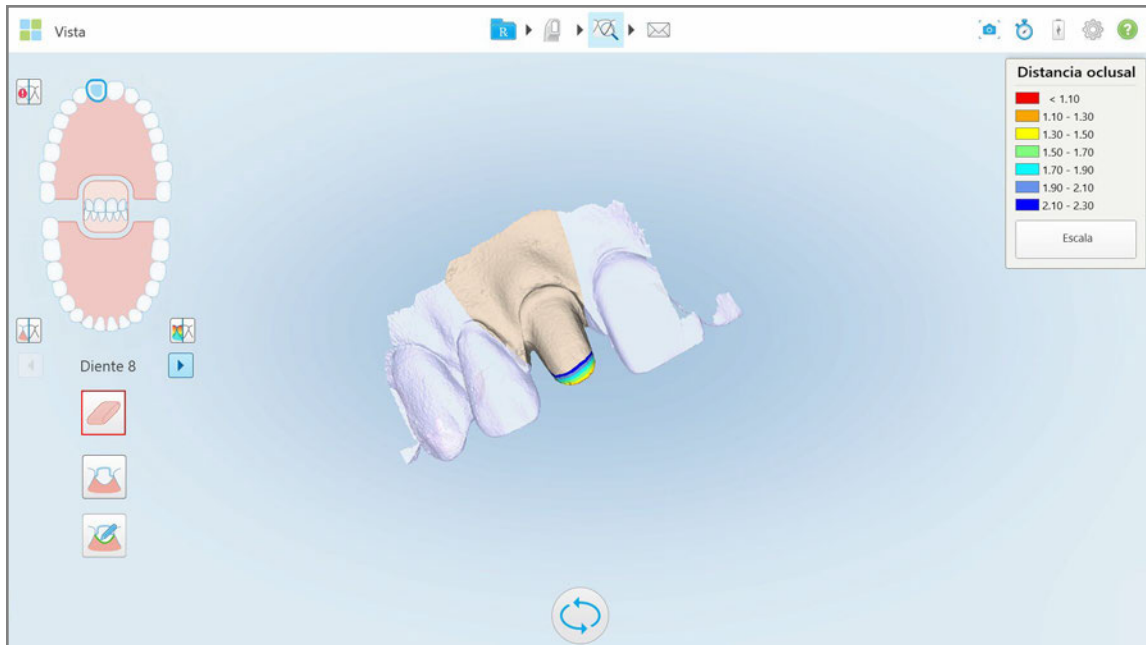 Vista
R
Distancia oclusal
< 1.10
1.10 - 1.30
1.30 - 1.50
1.50 - 1.70
1.70 - 1.90
1.90 - 2.10
2.10 - 2.30
Escala
Diente 8